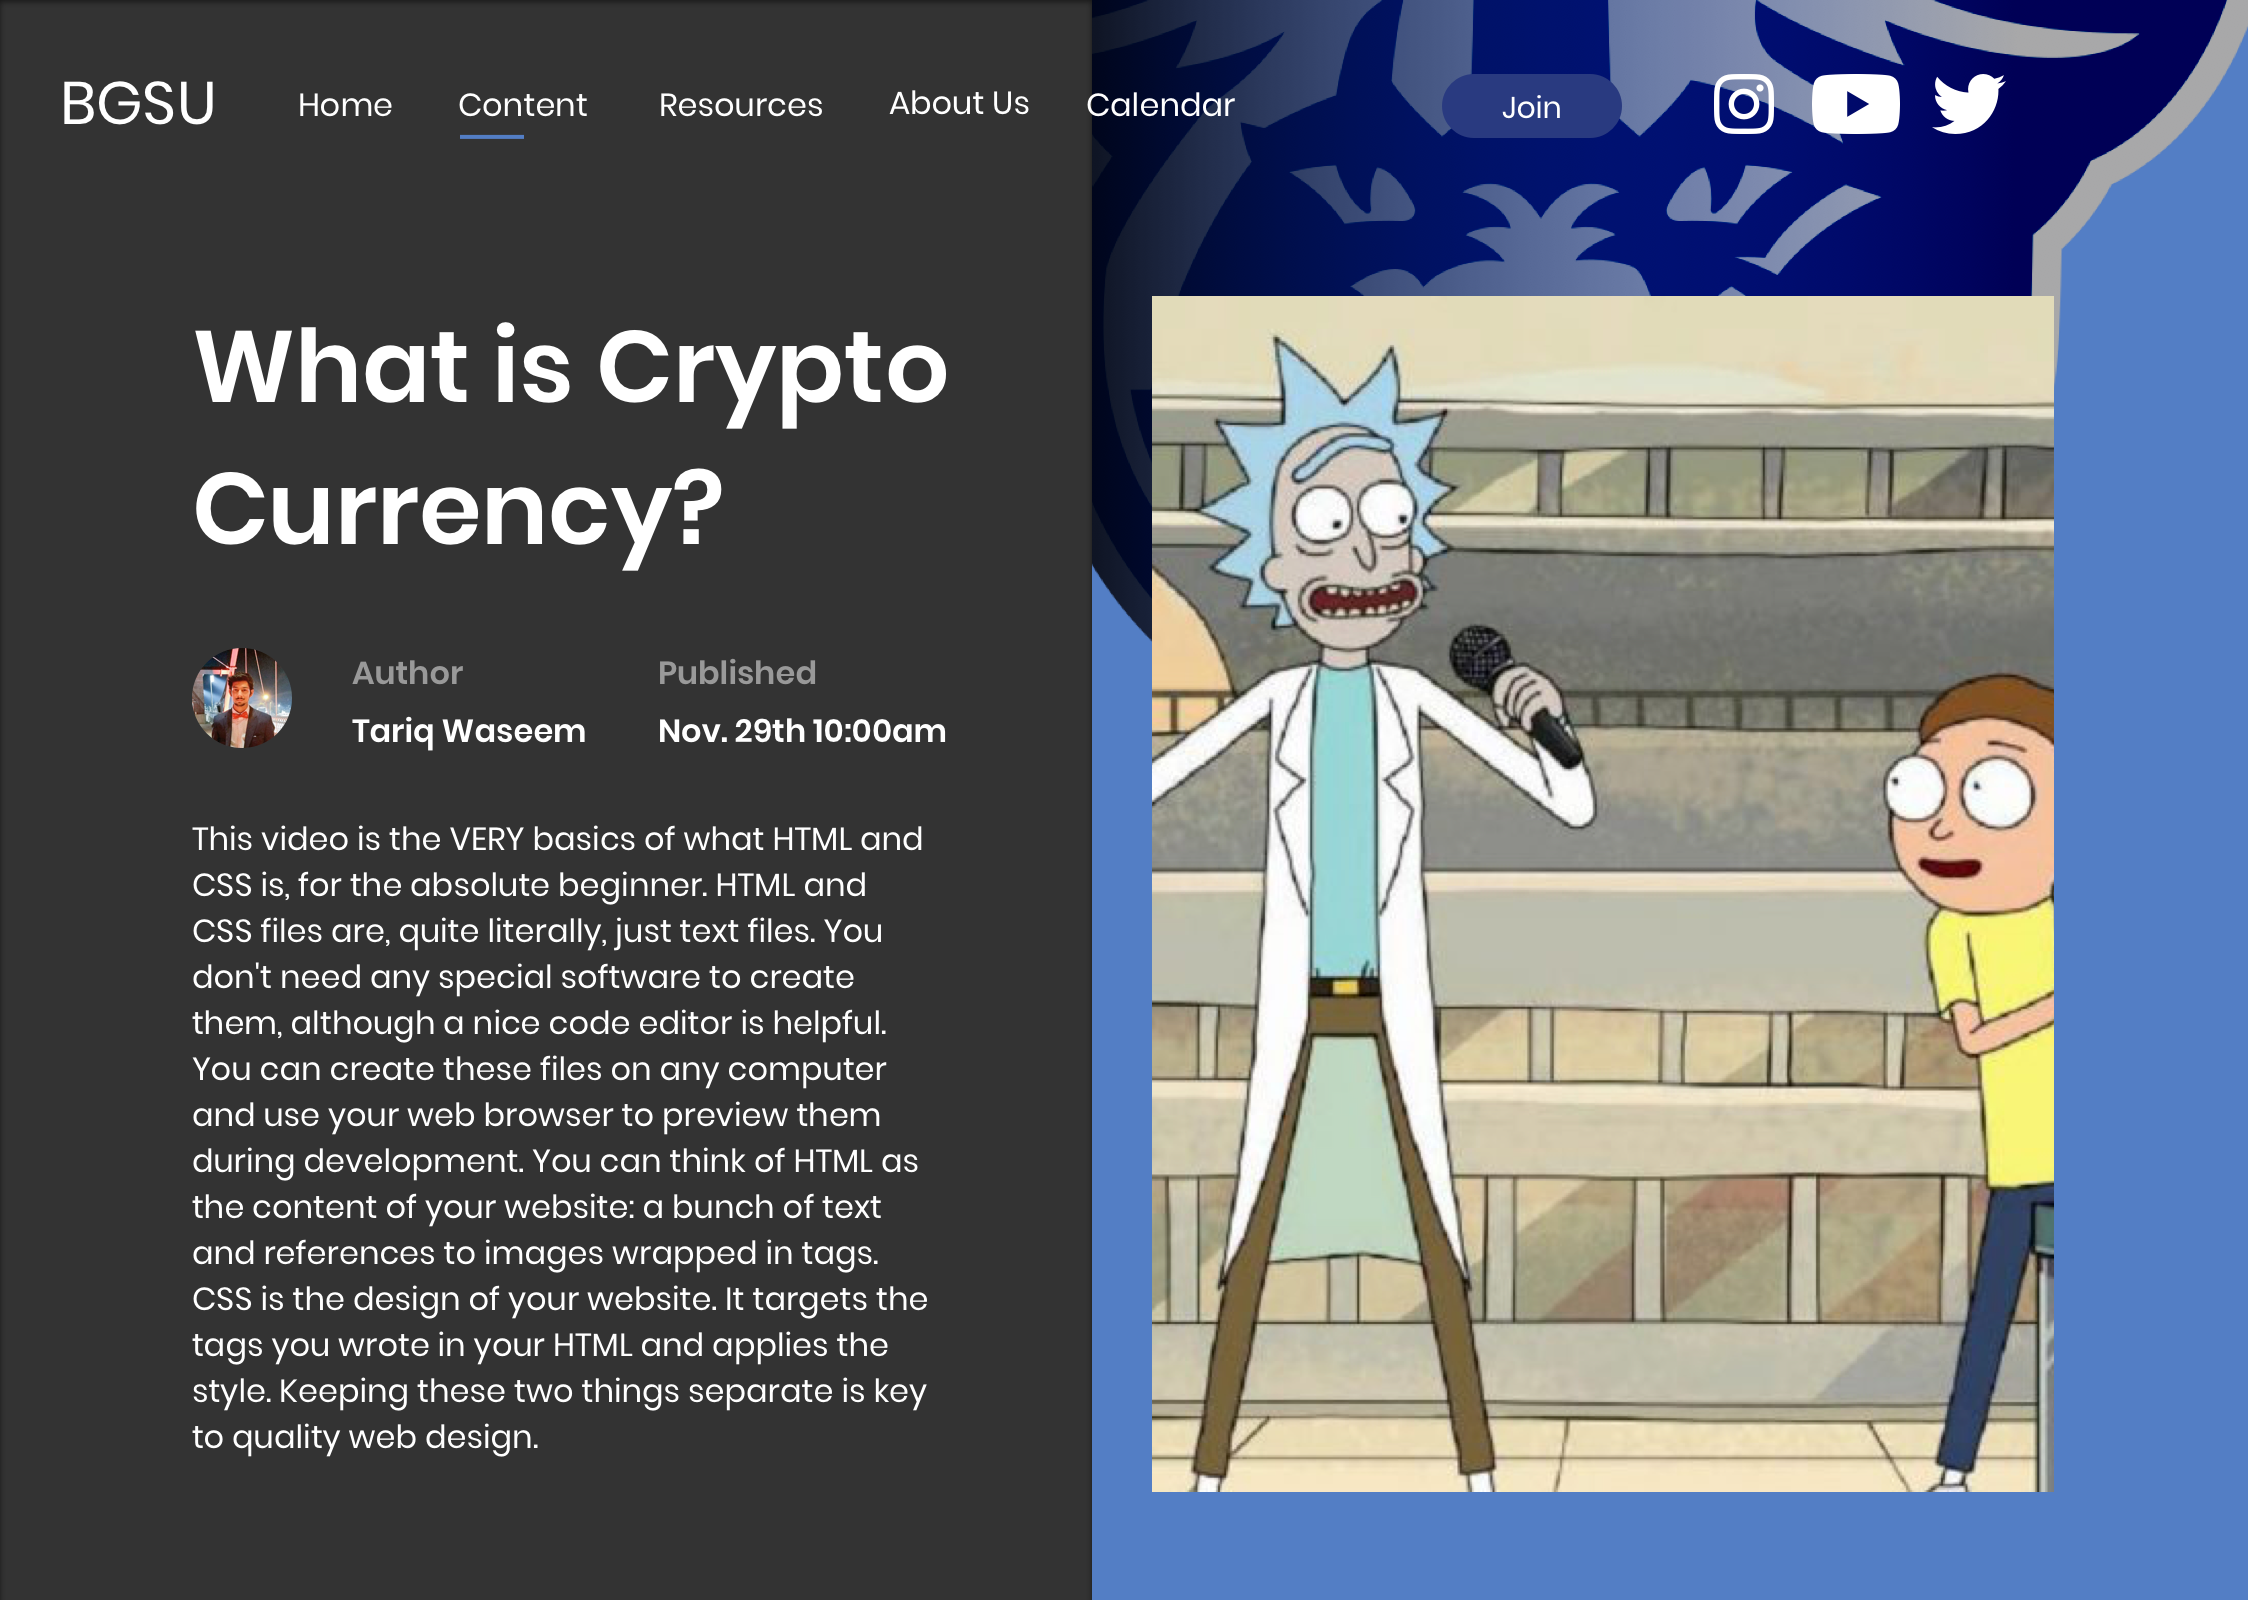 BGSU Home Content Resources About Us Calendar Join
What is Crypto
Currency?
Author Published
Tariq Waseem Nov. 29th 10:00am
This video is the VERY basics of what HTML and
CSS is, for the absolute beginner. HTML and
CSS files are, quite literally, just text files. You
don't need any special software to create
them, although a nice code editor is helpful.
You can create these files on any computer
and use your web browser to preview them
during development. You can think of HTML as
the content of your website: a bunch of text
and references to images wrapped in tags.
CSS is the design of your website. It targets the
tags you wrote in your HTML and applies the
style. Keeping these two things separate is key
to quality web design.